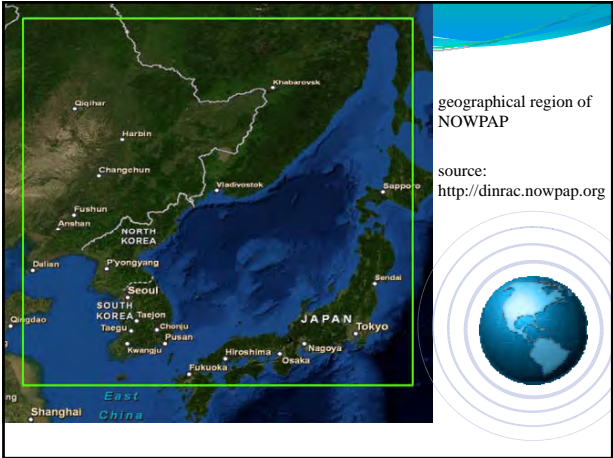 Khabarovsk
Qiqihar
Harbin
Changchun
Vladivostok
Sapporo
Fushun
Anshan
NORTH
KOREA
Dalian
P'yongyang
Sendai
Seoul
SOUTH
KOREA
Taejon
JAPAN
Tokyo
Qingdao
Taegu
Chonju
Pusan
Kwangju
Hiroshima
Nagoya
Osaka
Fukuoka
East
China
Shanghai
geographical region of
NOWPAP
source:
http://dinrac.nowpap.org